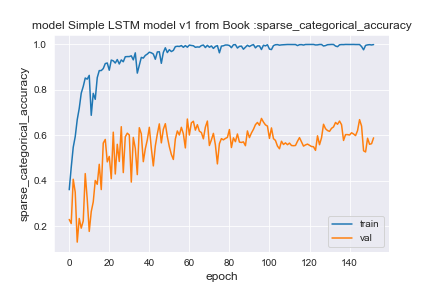 model Simple LSTM model v1 from Book :sparse_categorical_accuracy
sparse_categorical_accuracy
1.0
0.8
0.6
0.4
0.2
0
20
40
60
80
100
120
140
epoch
train
val